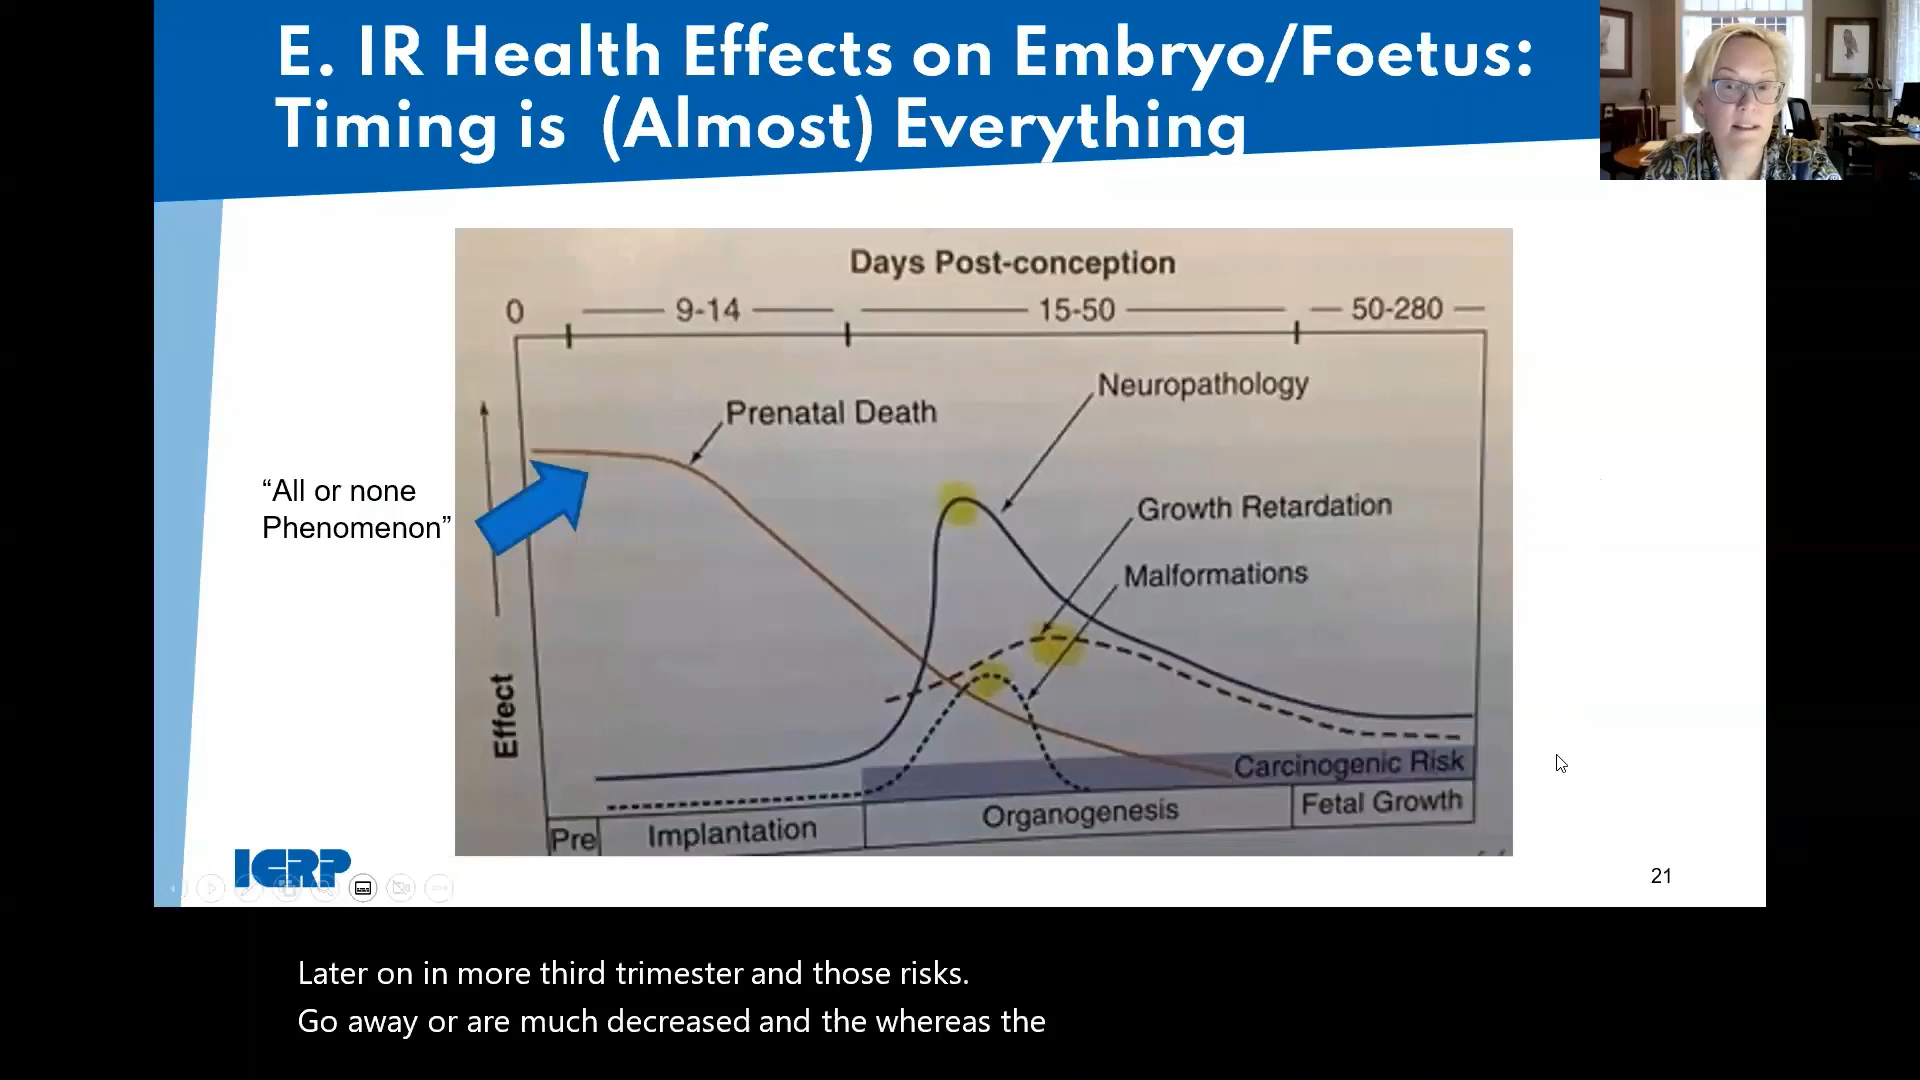 E. IR Health Effects on Embryo/Foetus:
Timing is (Almost) Everything
Days Post-conception
0
9-14
15-50
50-280
Neuropathology
Prenatal Death
"All or none
Phenomenon"
Growth Retardation
Malformations
Effect
Carcinogenic Risk
Pre
Implantation
Organogenesis
Fetal Growth
ICRP
21
Later on in more third trimester and those risks.
Go away or are much decreased and the whereas the